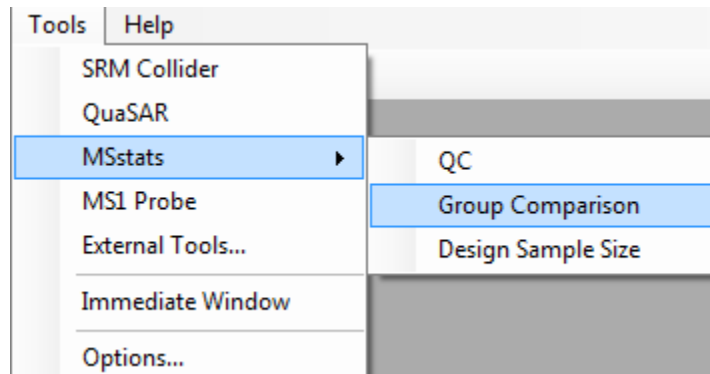 Tools Help
SRM Collider
QuaSAR
MSstats
QC
MS1 Probe
Group Comparison
External Tools...
Design Sample Size
Immediate Window
Options...